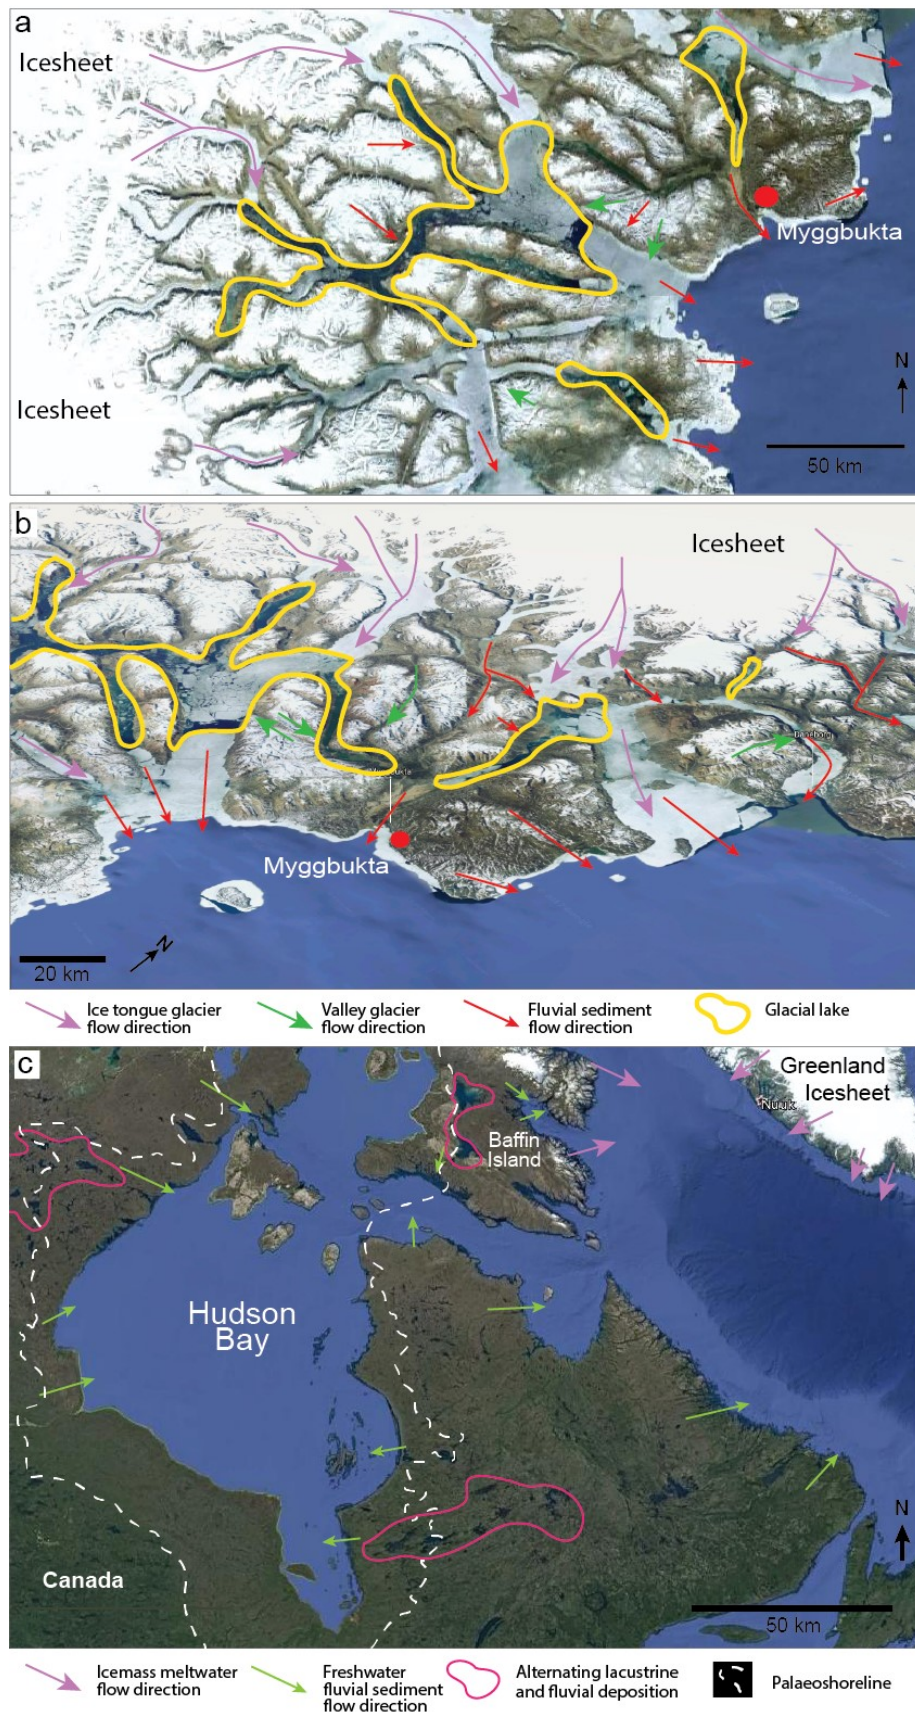 a
Icesheet
Myggbukta
Icesheet
N
50 km
b
Icesheet
Myggbukta
N
20 km
Ice tongue glacier
flow direction
Valley glacier
flow direction
Fluvial sediment
flow direction
Glacial lake
c
Greenland
Icesheet
Nuuk
Baffin
Island
Hudson
Bay
N
Canada
50 km
Icemass meltwater
flow direction
Freshwater
fluvial sediment
flow direction
Alternating lacustrine
and fluvial deposition
Palaeoshoreline